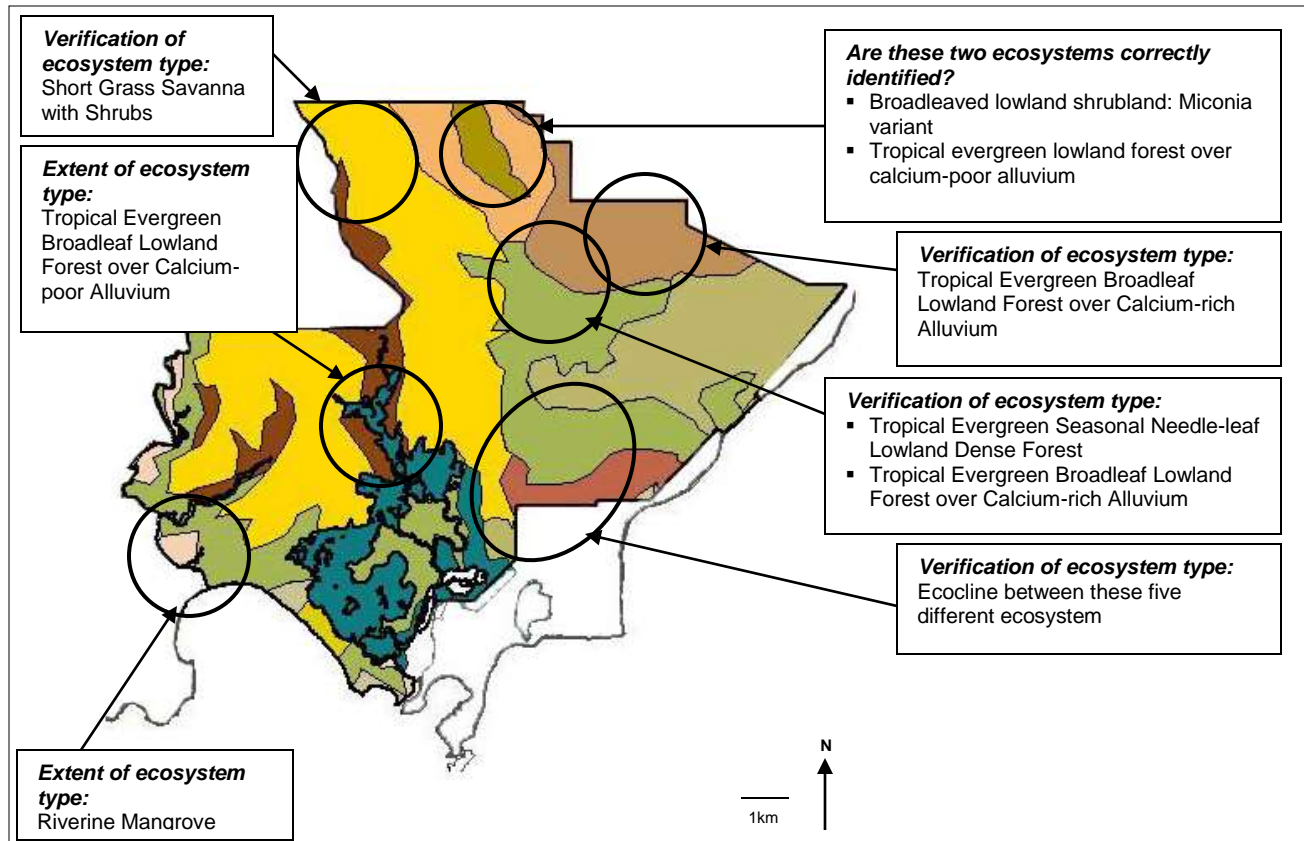 Verification of
ecosystem type:
Short Grass Savanna
with Shrubs
Extent of ecosystem
type:
Tropical Evergreen
Broadleaf Lowland
Forest over Calcium-
poor Alluvium
Are these two ecosystems correctly
identified?
▪ Broadleaved lowland shrubland: Miconia
variant
▪ Tropical evergreen lowland forest over
calcium-poor alluvium
Verification of ecosystem type:
Tropical Evergreen Broadleaf
Lowland Forest over Calcium-rich
Alluvium
Verification of ecosystem type:
▪ Tropical Evergreen Seasonal Needle-leaf
Lowland Dense Forest
▪ Tropical Evergreen Broadleaf Lowland
Forest over Calcium-rich Alluvium
Verification of ecosystem type:
Ecocline between these five
different ecosystem
Extent of ecosystem
type:
Riverine Mangrove
N
1km